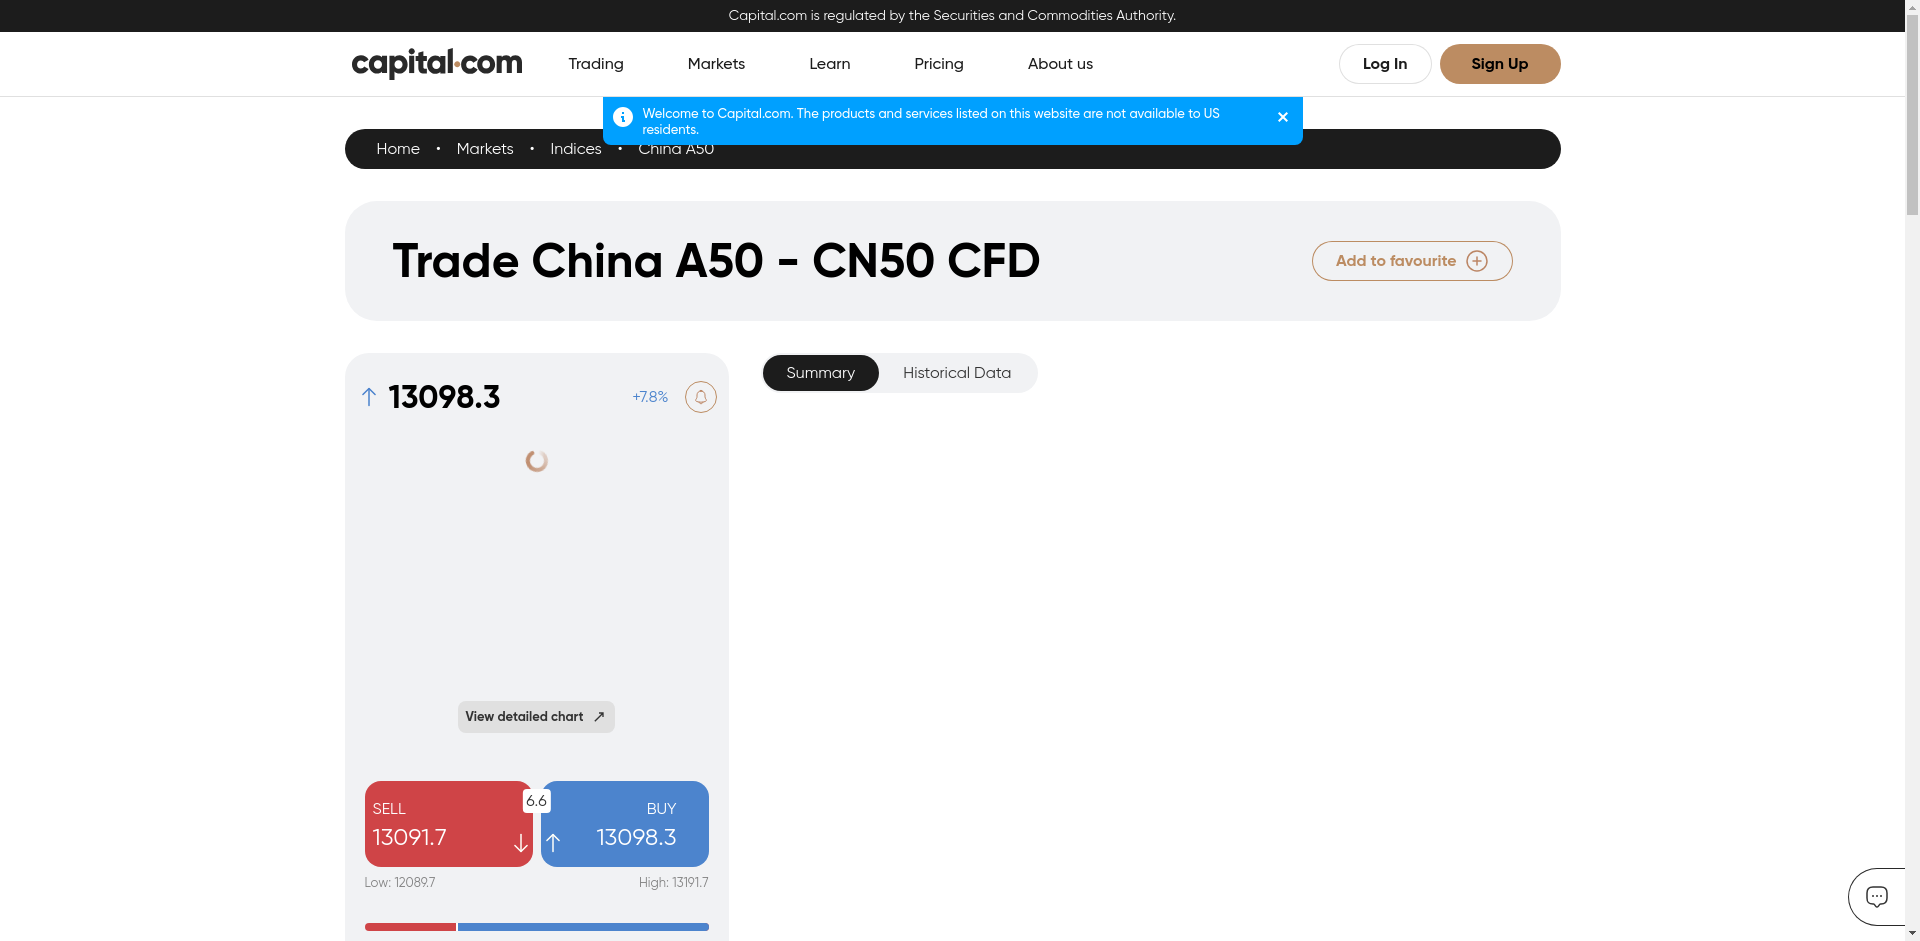 Capital.com is regulated by the Securities and Commodities Authority.
capital.com
Trading
Markets
Learn
Pricing
About us
Log In
Sign Up
Welcome to Capital.com. The products and services listed on this website are not available to US
residents.
Home • Markets • Indices • China A50
Trade China A50 - CN50 CFD
Add to favourite
13098.3
+7.8%
Summary
Historical Data
View detailed chart
SELL
13091.7
6.6
BUY
13098.3
Low: 12089.7
High: 13191.7